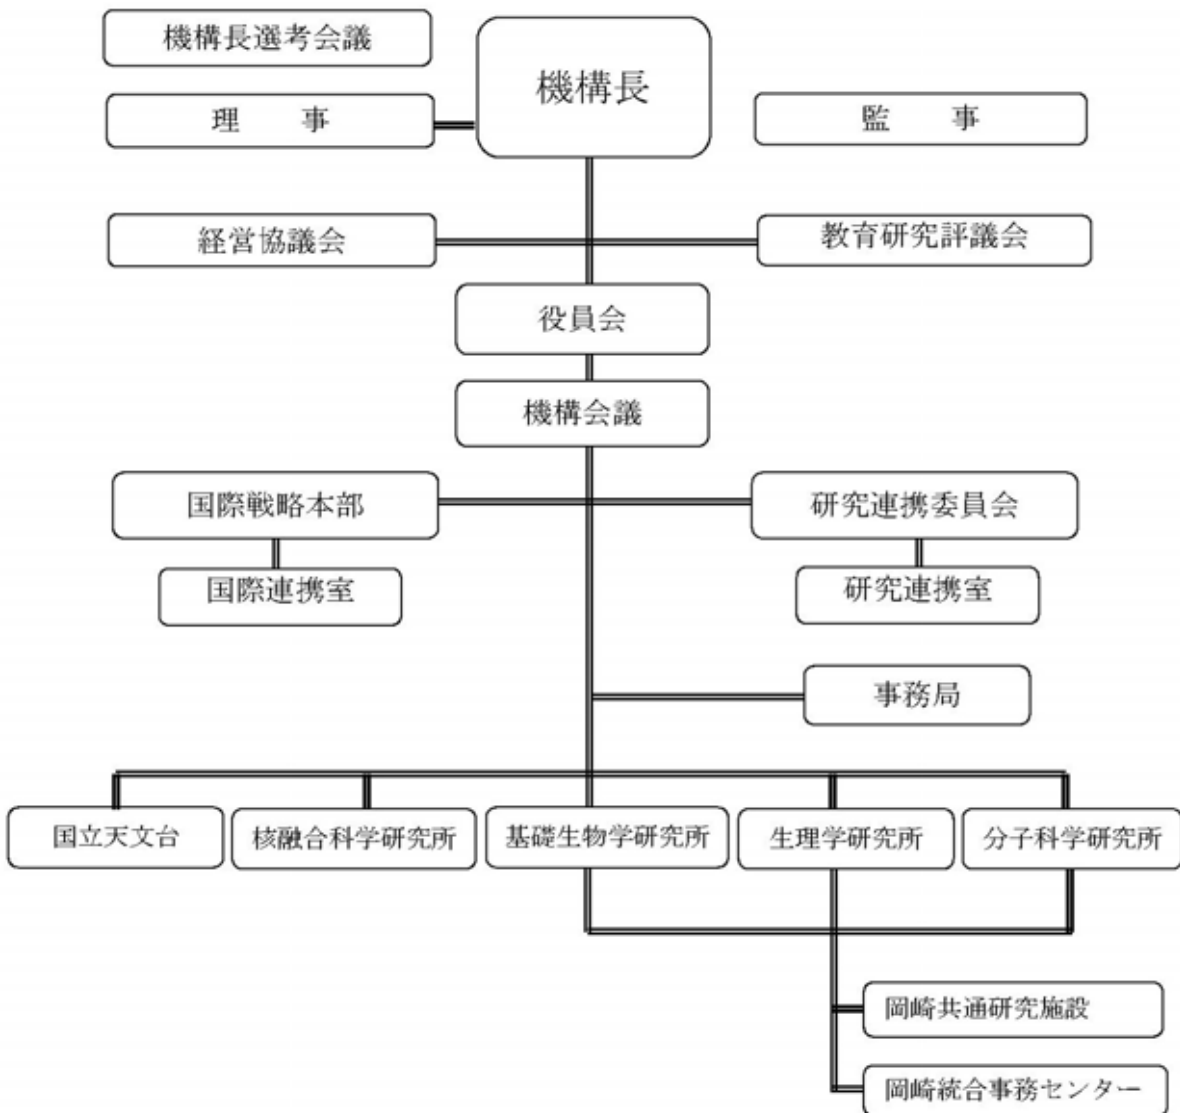 機構長選考会議
機構長
理　　事
監　　事
経営協議会
教育研究評議会
役員会
機構会議
国際戦略本部
研究連携委員会
国際連携室
研究連携室
事務局
国立天文台
核融合科学研究所
基礎生物学研究所
生理学研究所
分子科学研究所
岡崎共通研究施設
岡崎統合事務センター